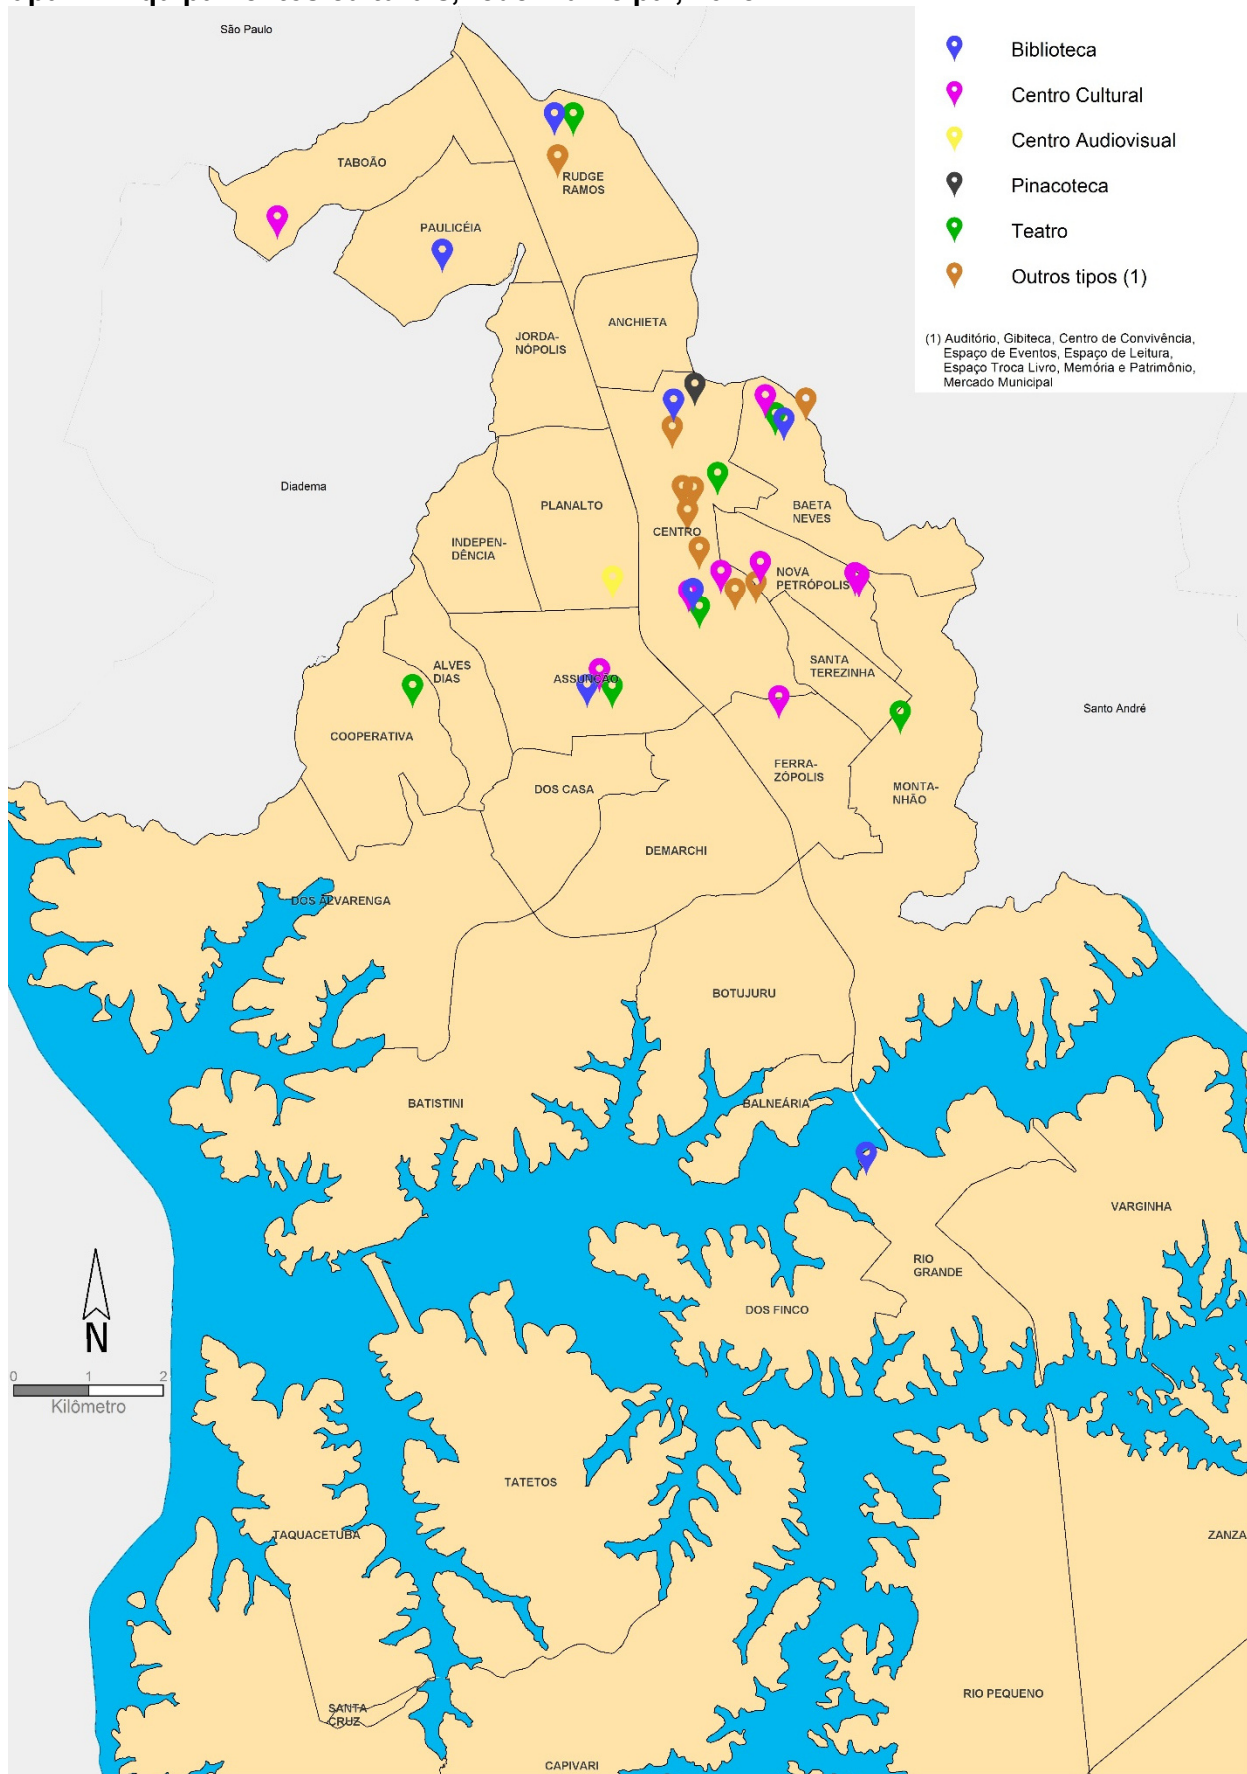 São Paulo
Biblioteca
Centro Cultural
Centro Audiovisual
Pinacoteca
Teatro
Outros tipos (1)
(1) Auditório, Gibiteca, Centro de Convivência,
Espaço de Eventos, Espaço de Leitura,
Espaço Troca Livro, Memória e Patrimônio,
Mercado Municipal
TABOÃO
RUDGE
RAMOS
PAULICÉIA
ANCHIETA
JORDA-
NÓPOLIS
Diadema
PLANALTO
BAETA
NEVES
CENTRO
INDEPEN-
DÊNCIA
NOVA
PETRÓPOLIS
SANTA
TEREZINHA
ALVES
DIAS
ASSUNÇÃO
Santo André
COOPERATIVA
FERRA-
ZÓPOLIS
DOS CASA
MONTA-
NHÃO
DEMARCHI
DOS ALVARENGA
BOTUJURU
BATISTINI
BALNEÁRIA
VARGINHA
RIO
GRANDE
DOS FINCO
N
0 1 2
Kilômetro
TATETOS
TAQUACETUBA
ZANZA
RIO PEQUENO
SANTA
CRUZ
CAPIVARI